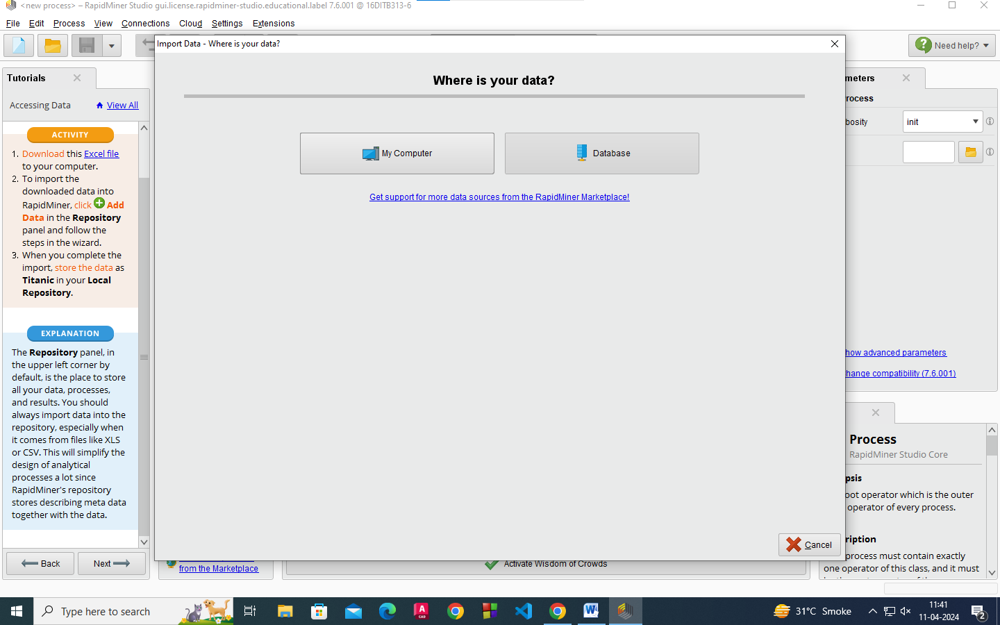 <new process> – RapidMiner Studio gui.license.rapidminer-studio.educational.label 7.6.001 @ 16DITB313-6
File Edit Process View Connections Cloud Settings Extensions
Need help?
Import Data - Where is your data?
Where is your data?
My Computer
Database
Get support for more data sources from the RapidMiner Marketplace!
Cancel
Tutorials
Accessing Data View All
ACTIVITY
1. Download this Excel file
to your computer.
2. To import the
downloaded data into
RapidMiner, click Add
Data in the Repository
panel and follow the
steps in the wizard.
3. When you complete the
import, store the data as
Titanic in your Local
Repository.
EXPLANATION
The Repository panel, in
the upper left corner by
default, is the place to store
all your data, processes,
and results. You should
always import data into the
repository, especially when
it comes from files like XLS
or CSV. This will simplify the
design of analytical
processes a lot since
RapidMiner's repository
stores describing meta data
together with the data.
Back
Next
from the Marketplace
Activate Wisdom of Crowds
meters
rocess
bosity init
how advanced parameters
hange compatibility (7.6.001)
Process
RapidMiner Studio Core
psis
oot operator which is the outer
operator of every process.
ription
process must contain exactly
one operator of this class, and it must
Type here to search
CAD
31°C Smoke
11:41
11-04-2024
2